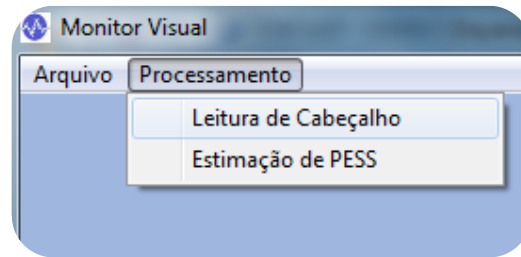 Monitor Visual
Arquivo Processamento
Leitura de Cabeçalho
Estimação de PESS